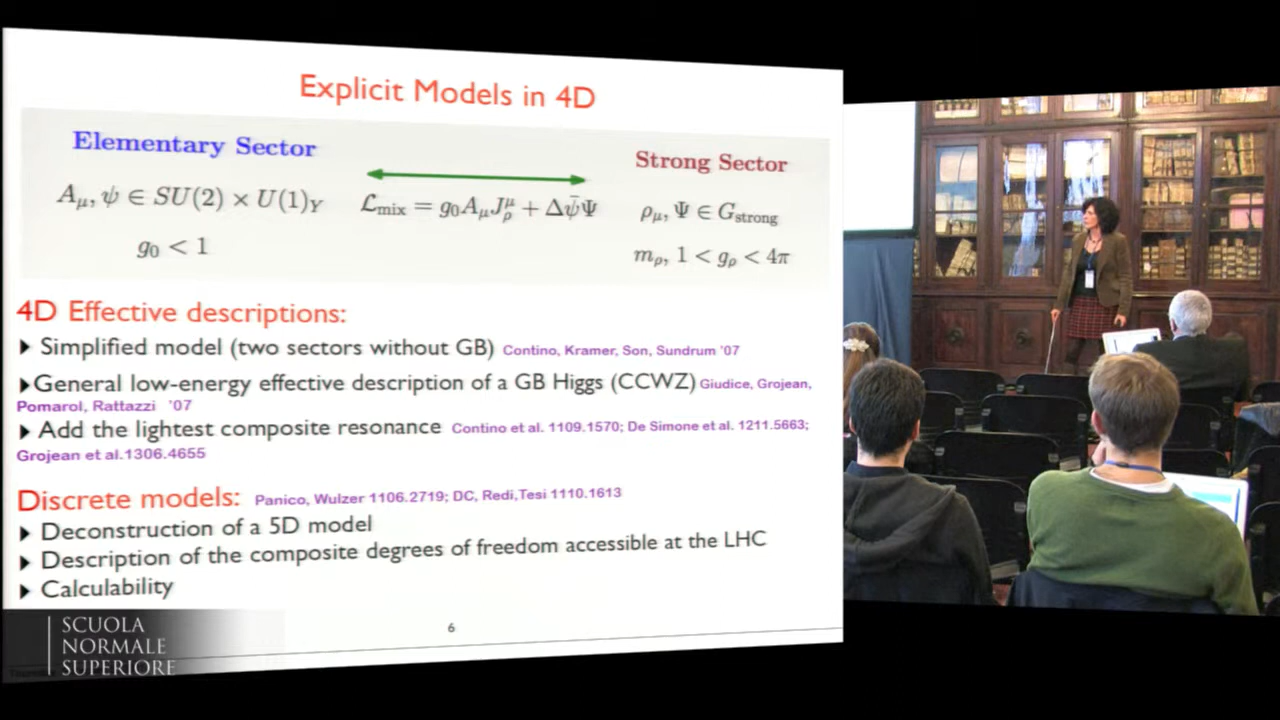 Explicit Models in 4D
Elementary Sector
Strong Sector
A_μ, ψ ∈ SU(2) × U(1)_Y
ℒ_mix = g₀A_μJ_ρ^μ + Δψ̄Ψ
ρ_μ, Ψ ∈ G_strong
g₀ < 1
m_ρ, 1 < g_ρ < 4π
4D Effective descriptions:
▶ Simplified model (two sectors without GB) Contino, Kramer, Son, Sundrum '07
▶General low-energy effective description of a GB Higgs (CCWZ) Giudice, Grojean,
Pomarol, Rattazzi '07
▶ Add the lightest composite resonance Contino et al. 1109.1570; De Simone et al. 1211.5663;
Grojean et al.1306.4655
Discrete models: Panico, Wulzer 1106.2719; DC, Redi,Tesi 1110.1613
▶ Deconstruction of a 5D model
▶ Description of the composite degrees of freedom accessible at the LHC
▶ Calculability
6
SCUOLA
NORMALE
SUPERIORE